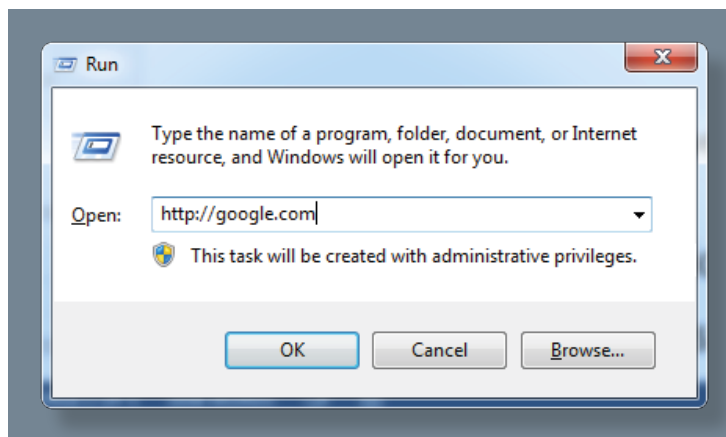 Run
Type the name of a program, folder, document, or Internet
resource, and Windows will open it for you.
Open: http://google.com
This task will be created with administrative privileges.
OK Cancel Browse...